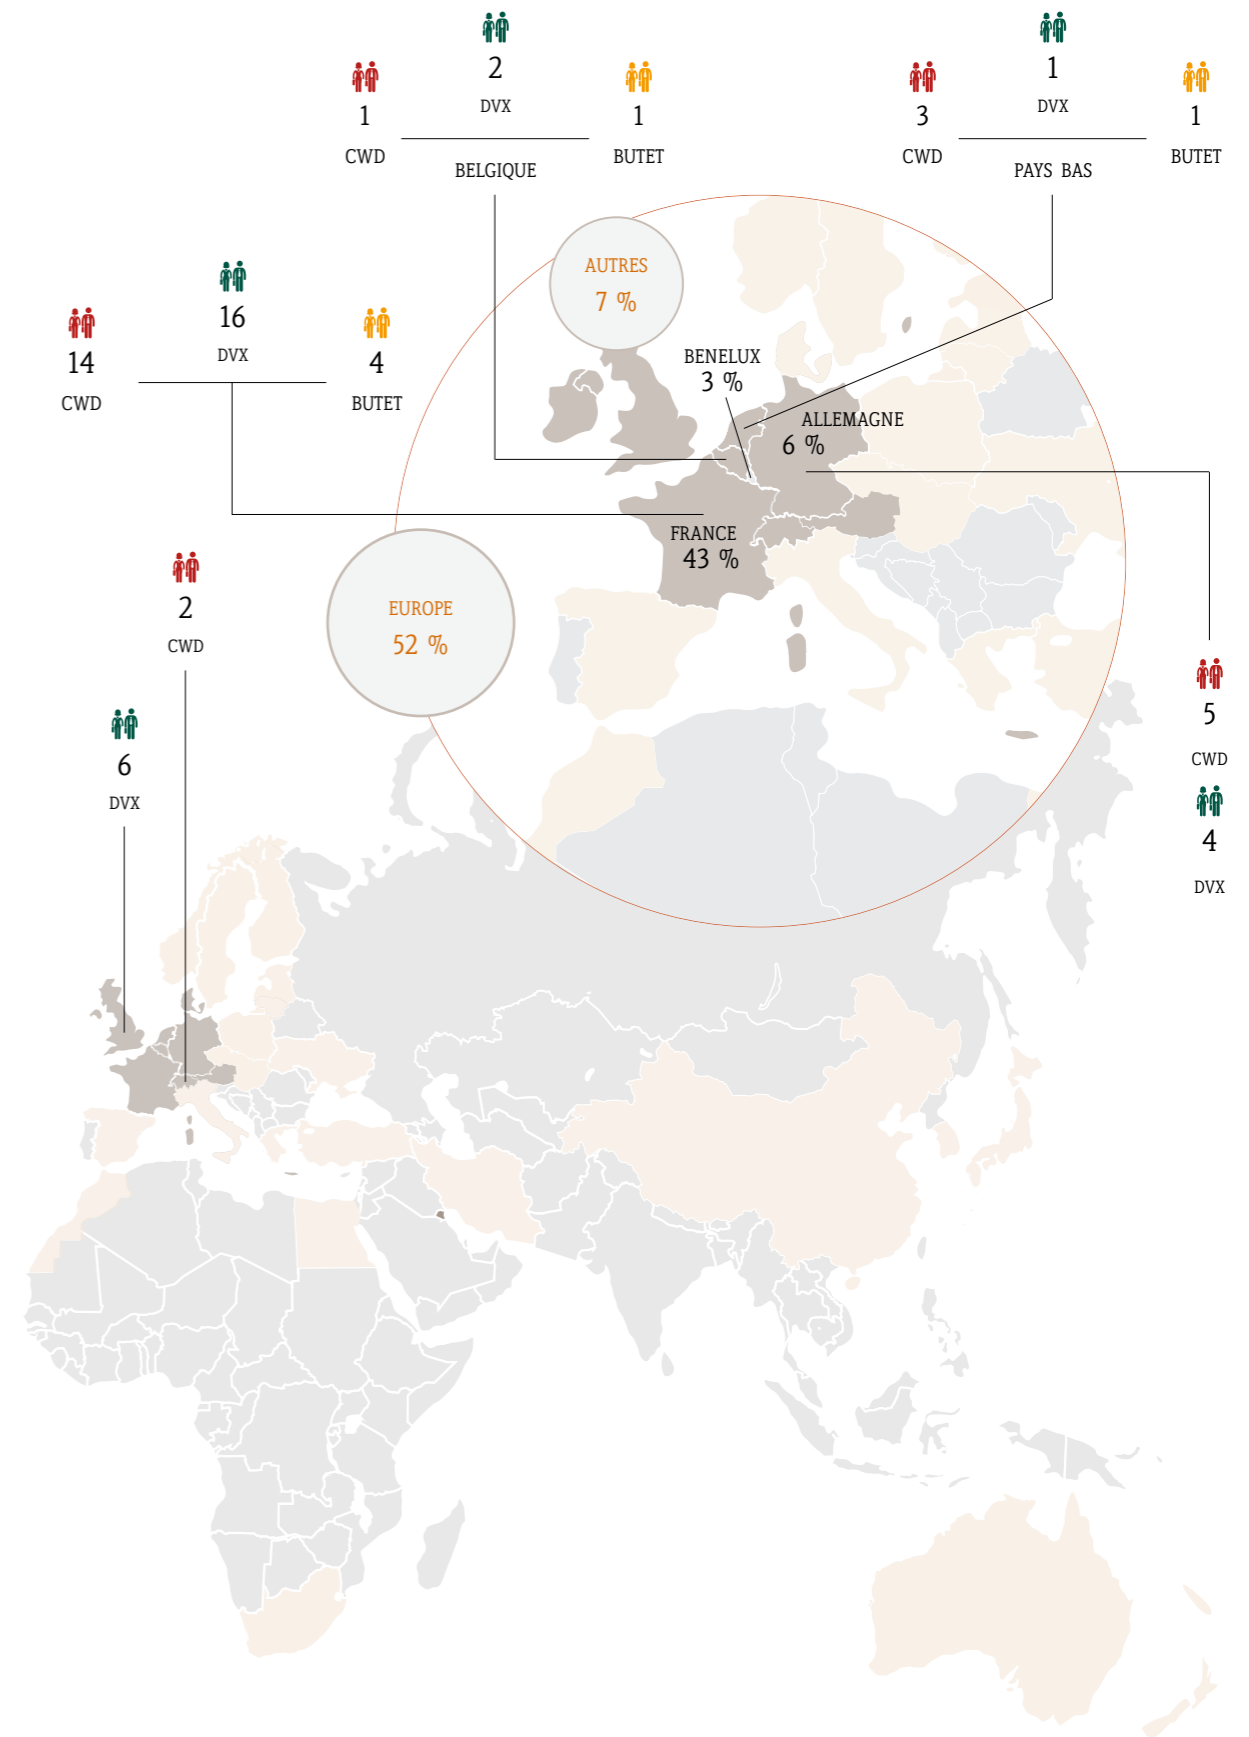 2
DVX
1
CWD
1
BUTET
BELGIQUE
1
DVX
3
CWD
1
BUTET
PAYS BAS
AUTRES
7 %
16
DVX
14
CWD
4
BUTET
BENELUX
3 %
ALLEMAGNE
6 %
FRANCE
43 %
EUROPE
52 %
2
CWD
6
DVX
5
CWD
4
DVX